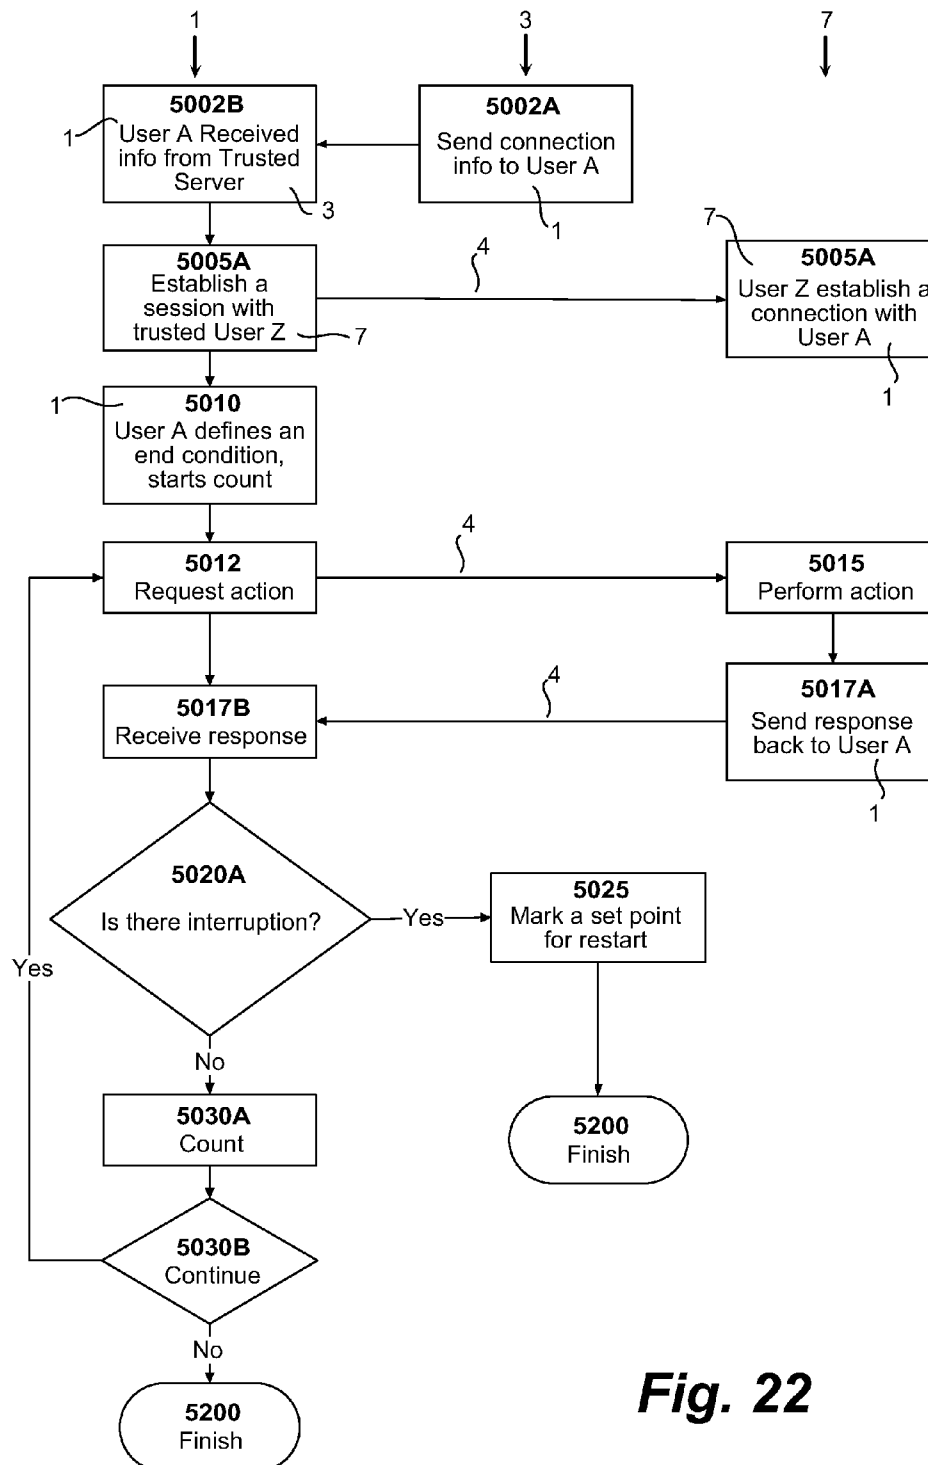 1
3
7
5002B
1
User A Received
info from Trusted
Server
3
5002A
Send connection
info to User A
1
5005A
Establish a
session with
trusted User Z
7
4
7
5005A
User Z establish a
connection with
User A
1
1
5010
User A defines an
end condition,
starts count
5012
Request action
4
5015
Perform action
5017B
Receive response
4
5017A
Send response
back to User A
1
5020A
Is there interruption?
Yes
5025
Mark a set point
for restart
Yes
No
5030A
Count
5200
Finish
5030B
Continue
No
5200
Finish
Fig. 22